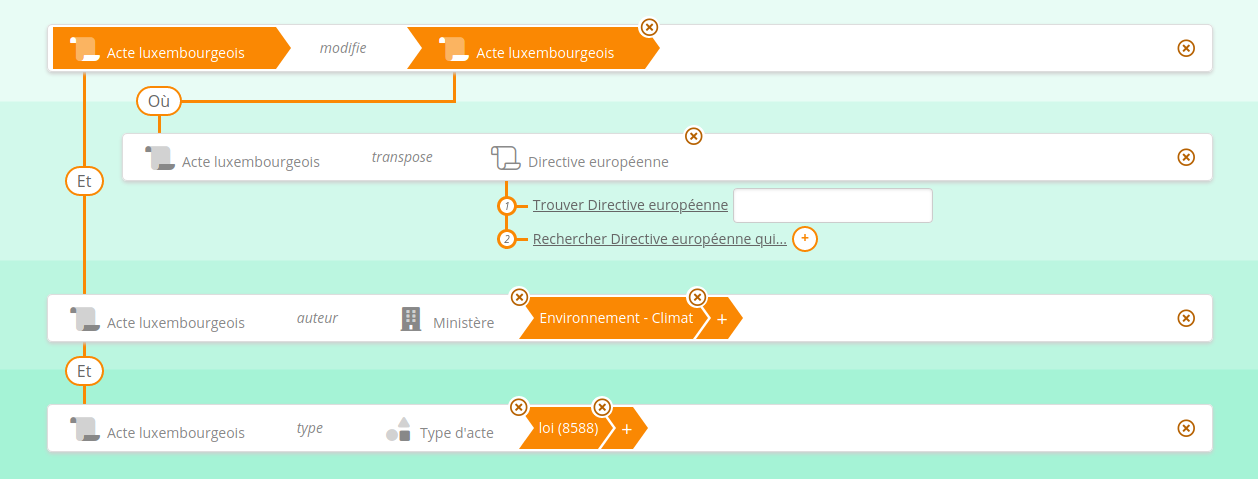 Acte luxembourgeois modifie Acte luxembourgeois
Où
Acte luxembourgeois transpose Directive européenne
Et
1 Trouver Directive européenne
2 Rechercher Directive européenne qui... +
Acte luxembourgeois auteur Ministère Environnement - Climat +
Et
Acte luxembourgeois type Type d'acte loi (8588) +